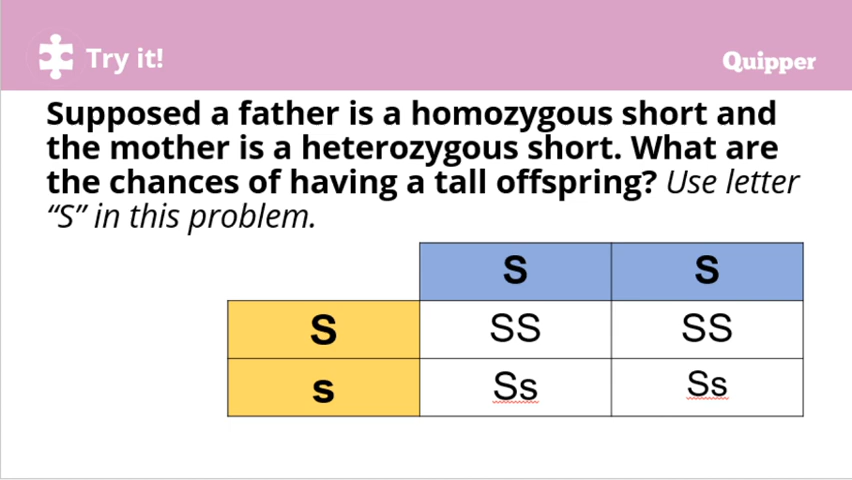 Try it!
Quipper
Supposed a father is a homozygous short and
the mother is a heterozygous short. What are
the chances of having a tall offspring? Use letter
“S” in this problem.
S S
S SS SS
s Ss Ss